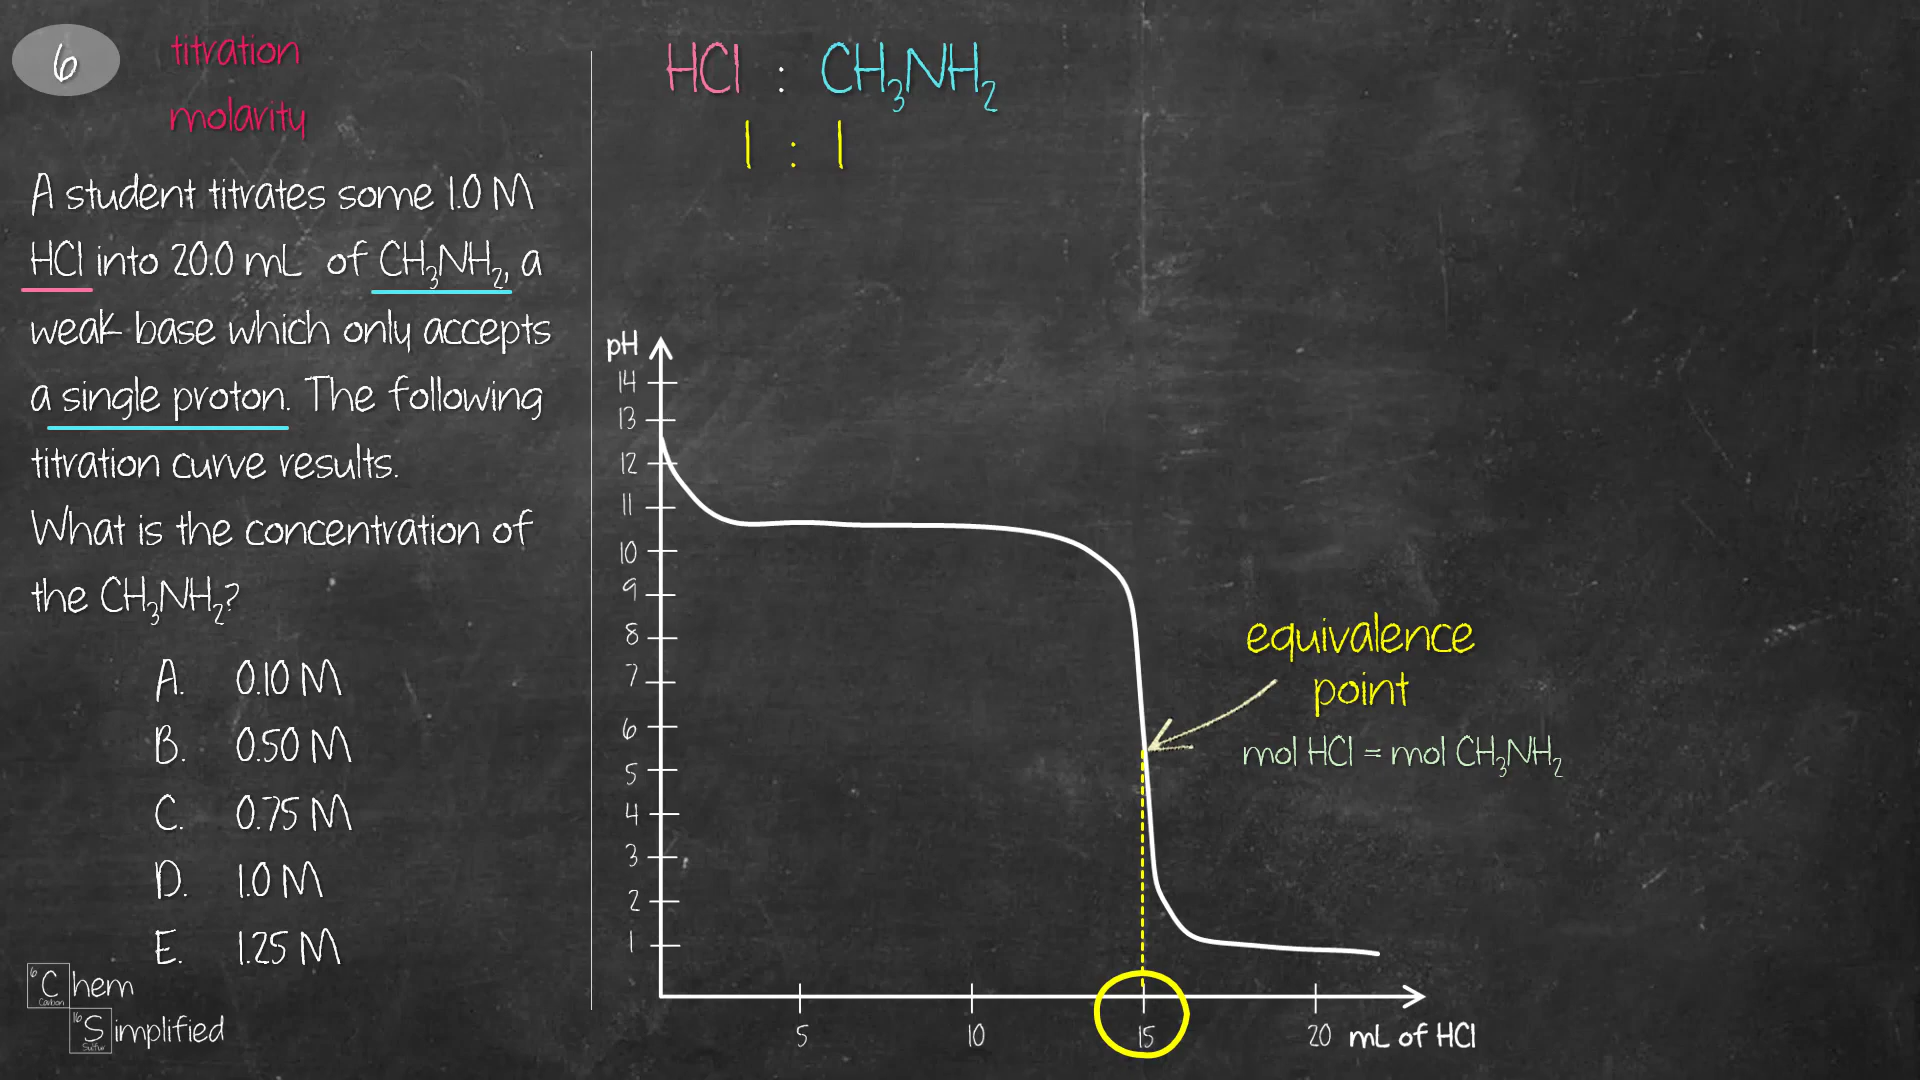 6
titration
molarity
A student titrates some 1.0 M
HCl into 20.0 mL of CH₃NH₂, a
weak base which only accepts
a single proton. The following
titration curve results.
What is the concentration of
the CH₃NH₂?
A. 0.10 M
B. 0.50 M
C. 0.75 M
D. 1.0 M
E. 1.25 M
6 C Carbon hem
16 S Sulfur implified
HCl : CH₃NH₂
1 : 1
pH
14
13
12
11
10
9
8
7
6
5
4
3
2
1
equivalence
point
mol HCl = mol CH₃NH₂
5 10 15 20 mL of HCl